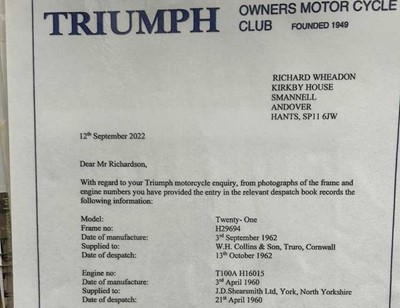 TRIUMPH OWNERS MOTOR CYCLE
CLUB FOUNDED 1949
RICHARD WHEADON
KIRKBY HOUSE
SMANNELL
ANDOVER
HANTS, SP11 6JW
12th September 2022
Dear Mr Richardson,
With regard to your Triumph motorcycle enquiry, from photographs of the frame and
engine numbers you have provided the entry in the relevant despatch book records the
following information:
Model: Twenty- One
Frame no: H29694
Date of manufacture: 3rd September 1962
Supplied to: W.H. Collins & Son, Truro, Cornwall
Date of despatch: 13th October 1962
Engine no: T100A H16015
Date of manufacture: 3rd April 1960
Supplied to: J.D.Shearsmith Ltd, York, North Yorkshire
Date of despatch: 21st April 1960